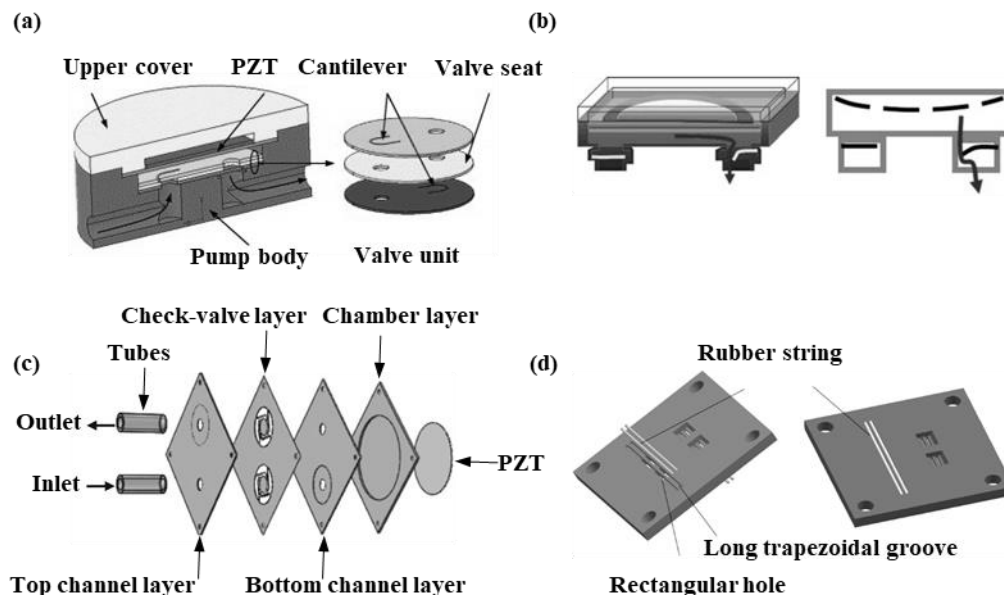 (a)
Upper cover
PZT
Cantilever
Valve seat
Pump body
Valve unit
(b)
(c)
Check-valve layer
Chamber layer
Tubes
Outlet
Inlet
PZT
Top channel layer
Bottom channel layer
(d)
Rubber string
Long trapezoidal groove
Rectangular hole